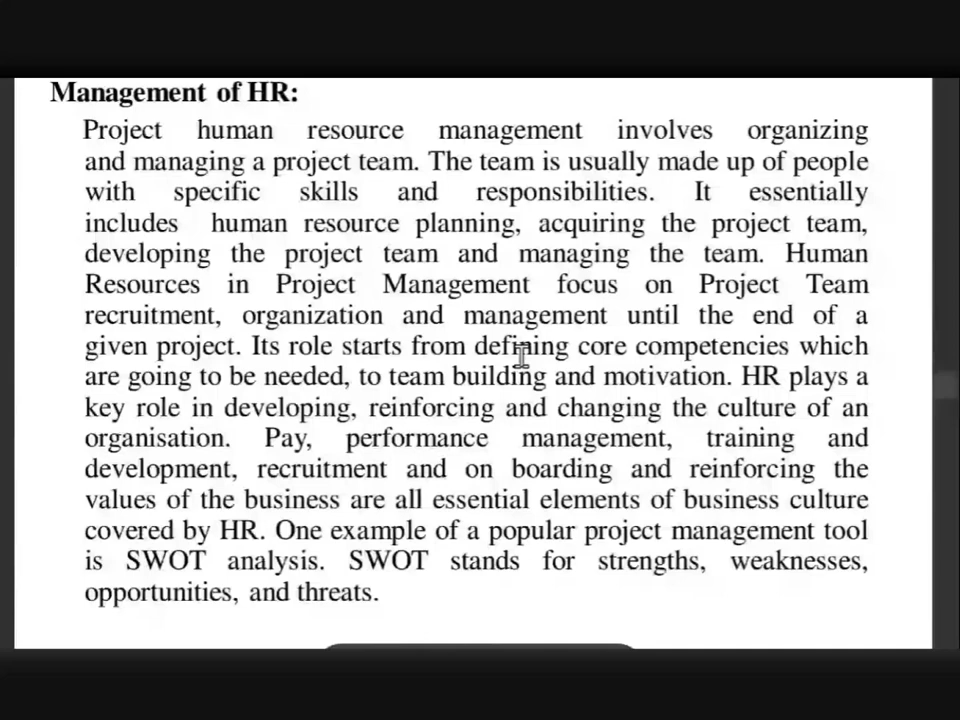 Management of HR:
Project human resource management involves organizing
and managing a project team. The team is usually made up of people
with specific skills and responsibilities. It essentially
includes human resource planning, acquiring the project team,
developing the project team and managing the team. Human
Resources in Project Management focus on Project Team
recruitment, organization and management until the end of a
given project. Its role starts from defining core competencies which
are going to be needed, to team building and motivation. HR plays a
key role in developing, reinforcing and changing the culture of an
organisation. Pay, performance management, training and
development, recruitment and on boarding and reinforcing the
values of the business are all essential elements of business culture
covered by HR. One example of a popular project management tool
is SWOT analysis. SWOT stands for strengths, weaknesses,
opportunities, and threats.